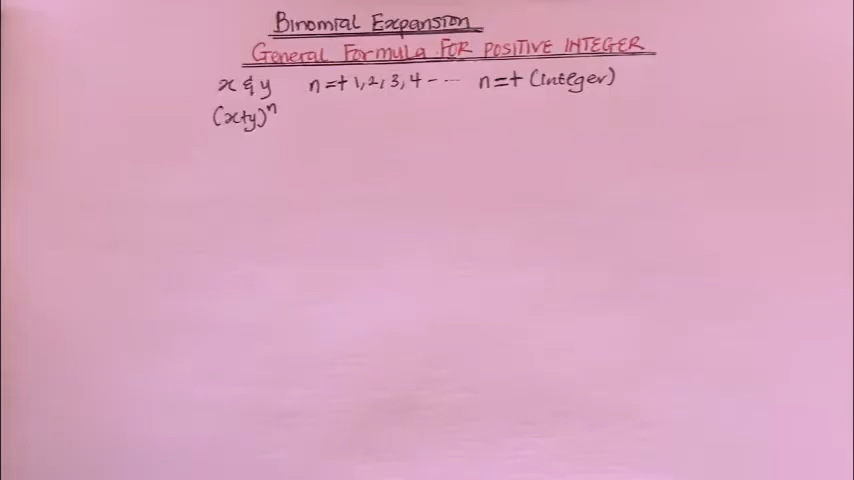 Binomial Expansion
General Formula FOR POSITIVE INTEGER
x & y n=+1,2,3,4 - --- n=+ (integer)
(x+y)ⁿ